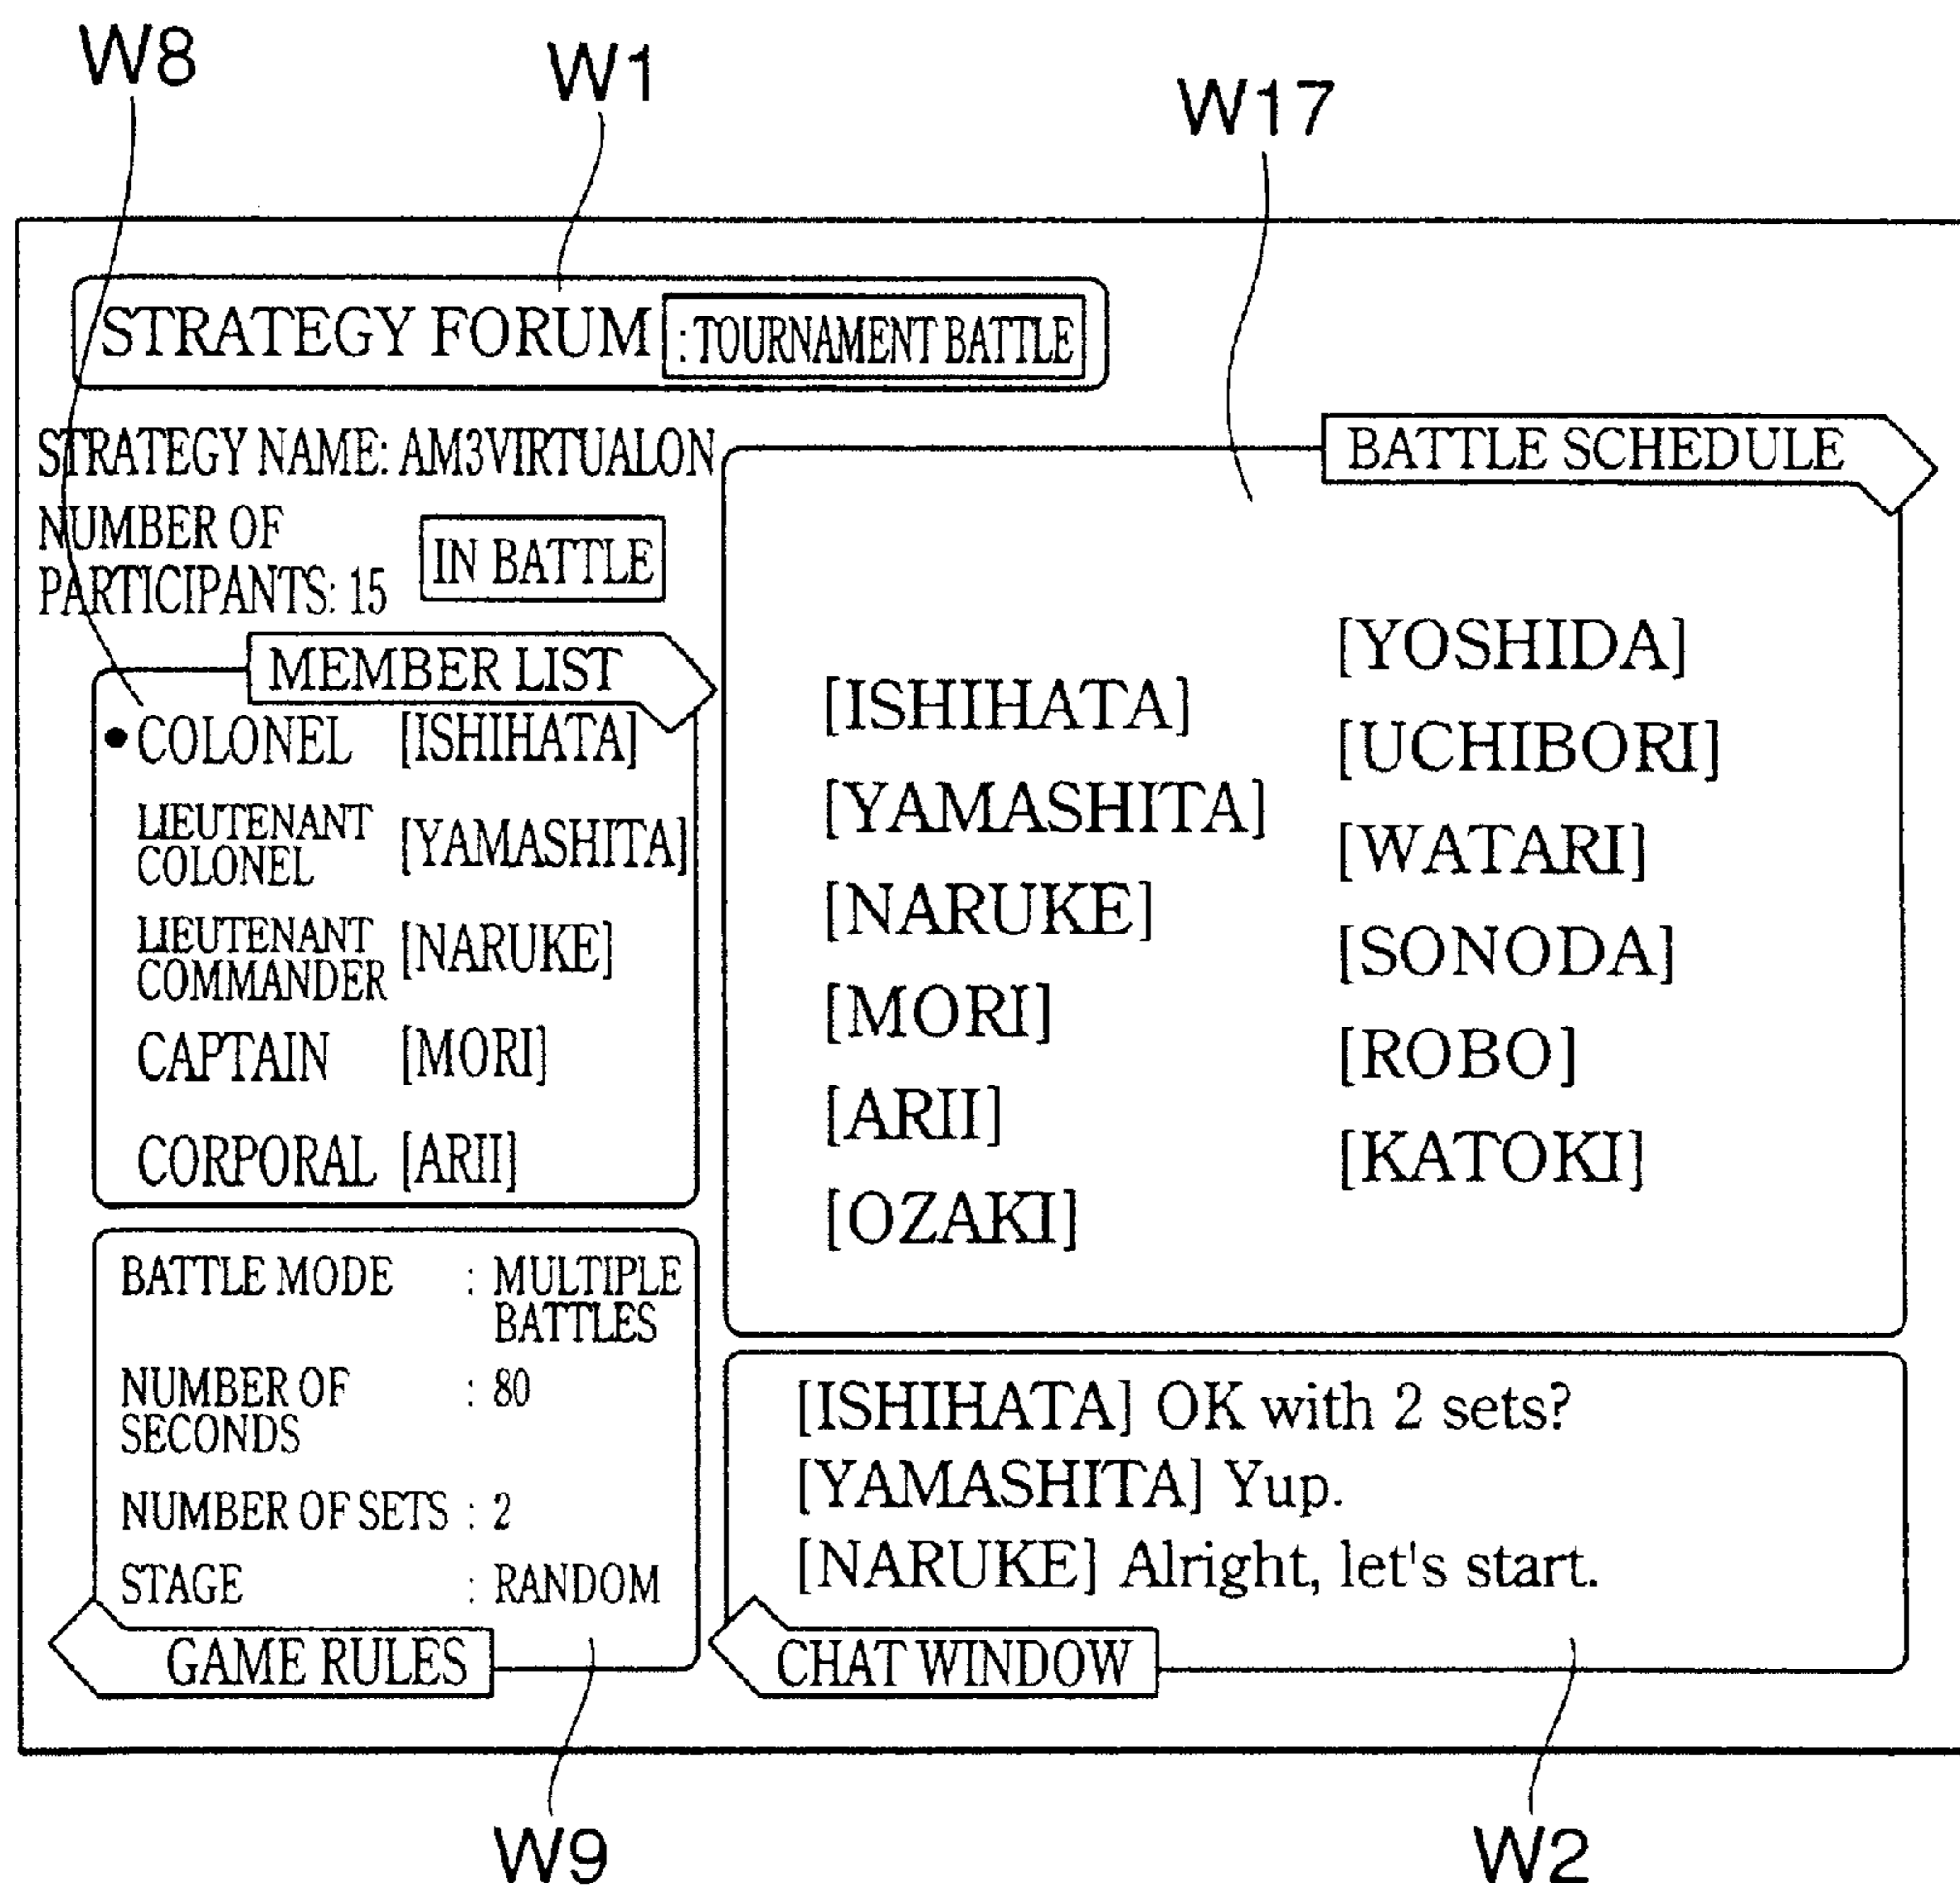 W8
W1
W17
STRATEGY FORUM : TOURNAMENT BATTLE
STRATEGY NAME: AM3VIRTUALON
NUMBER OF
PARTICIPANTS: 15
IN BATTLE
MEMBER LIST
• COLONEL [ISHIHATA]
LIEUTENANT
COLONEL [YAMASHITA]
LIEUTENANT
COMMANDER [NARUKE]
CAPTAIN [MORI]
CORPORAL [ARII]
BATTLE SCHEDULE
[ISHIHATA]
[YAMASHITA]
[NARUKE]
[MORI]
[ARII]
[OZAKI]
[YOSHIDA]
[UCHIBORI]
[WATARI]
[SONODA]
[ROBO]
[KATOKI]
BATTLE MODE : MULTIPLE
BATTLES
NUMBER OF : 80
SECONDS
NUMBER OF SETS : 2
STAGE : RANDOM
GAME RULES
[ISHIHATA] OK with 2 sets?
[YAMASHITA] Yup.
[NARUKE] Alright, let's start.
CHAT WINDOW
W9
W2